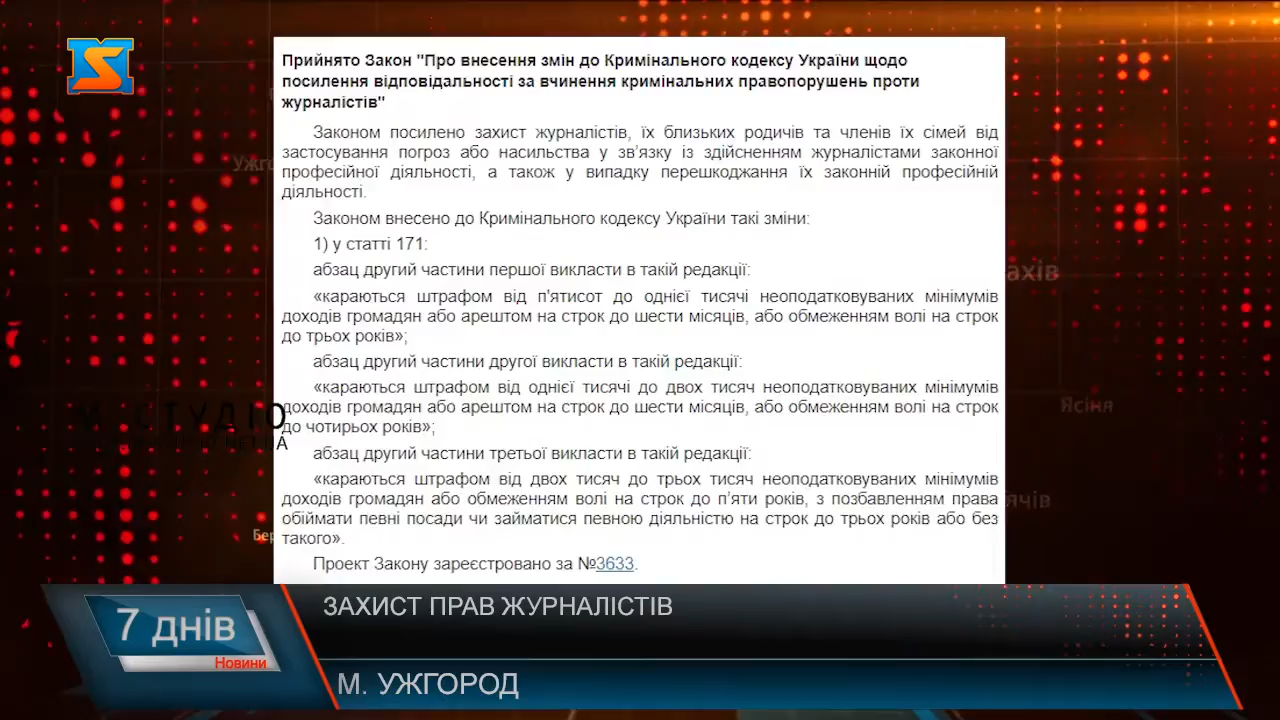 Прийнято Закон "Про внесення змін до Кримінального кодексу України щодо
посилення відповідальності за вчинення кримінальних правопорушень проти
журналістів"
Законом посилено захист журналістів, їх близьких родичів та членів їх сімей від
застосування погроз або насильства у зв’язку із здійсненням журналістами законної
професійної діяльності, а також у випадку перешкоджання їх законній професійній
діяльності.
Законом внесено до Кримінального кодексу України такі зміни:
1) у статті 171:
абзац другий частини першої викласти в такій редакції:
«караються штрафом від п'ятисот до однієї тисячі неоподатковуваних мінімумів
доходів громадян або арештом на строк до шести місяців, або обмеженням волі на строк
до трьох років»;
абзац другий частини другої викласти в такій редакції:
«караються штрафом від однієї тисячі до двох тисяч неоподатковуваних мінімумів
доходів громадян або арештом на строк до шести місяців, або обмеженням волі на строк
до чотирьох років»;
абзац другий частини третьої викласти в такій редакції:
«караються штрафом від двох тисяч до трьох тисяч неоподатковуваних мінімумів
доходів громадян або обмеженням волі на строк до п’яти років, з позбавленням права
обіймати певні посади чи займатися певною діяльністю на строк до трьох років або без
такого».
Проект Закону зареєстровано за №3633.
М СТУДІО
Ясіня
7 днів
Новини
ЗАХИСТ ПРАВ ЖУРНАЛІСТІВ
М. УЖГОРОД